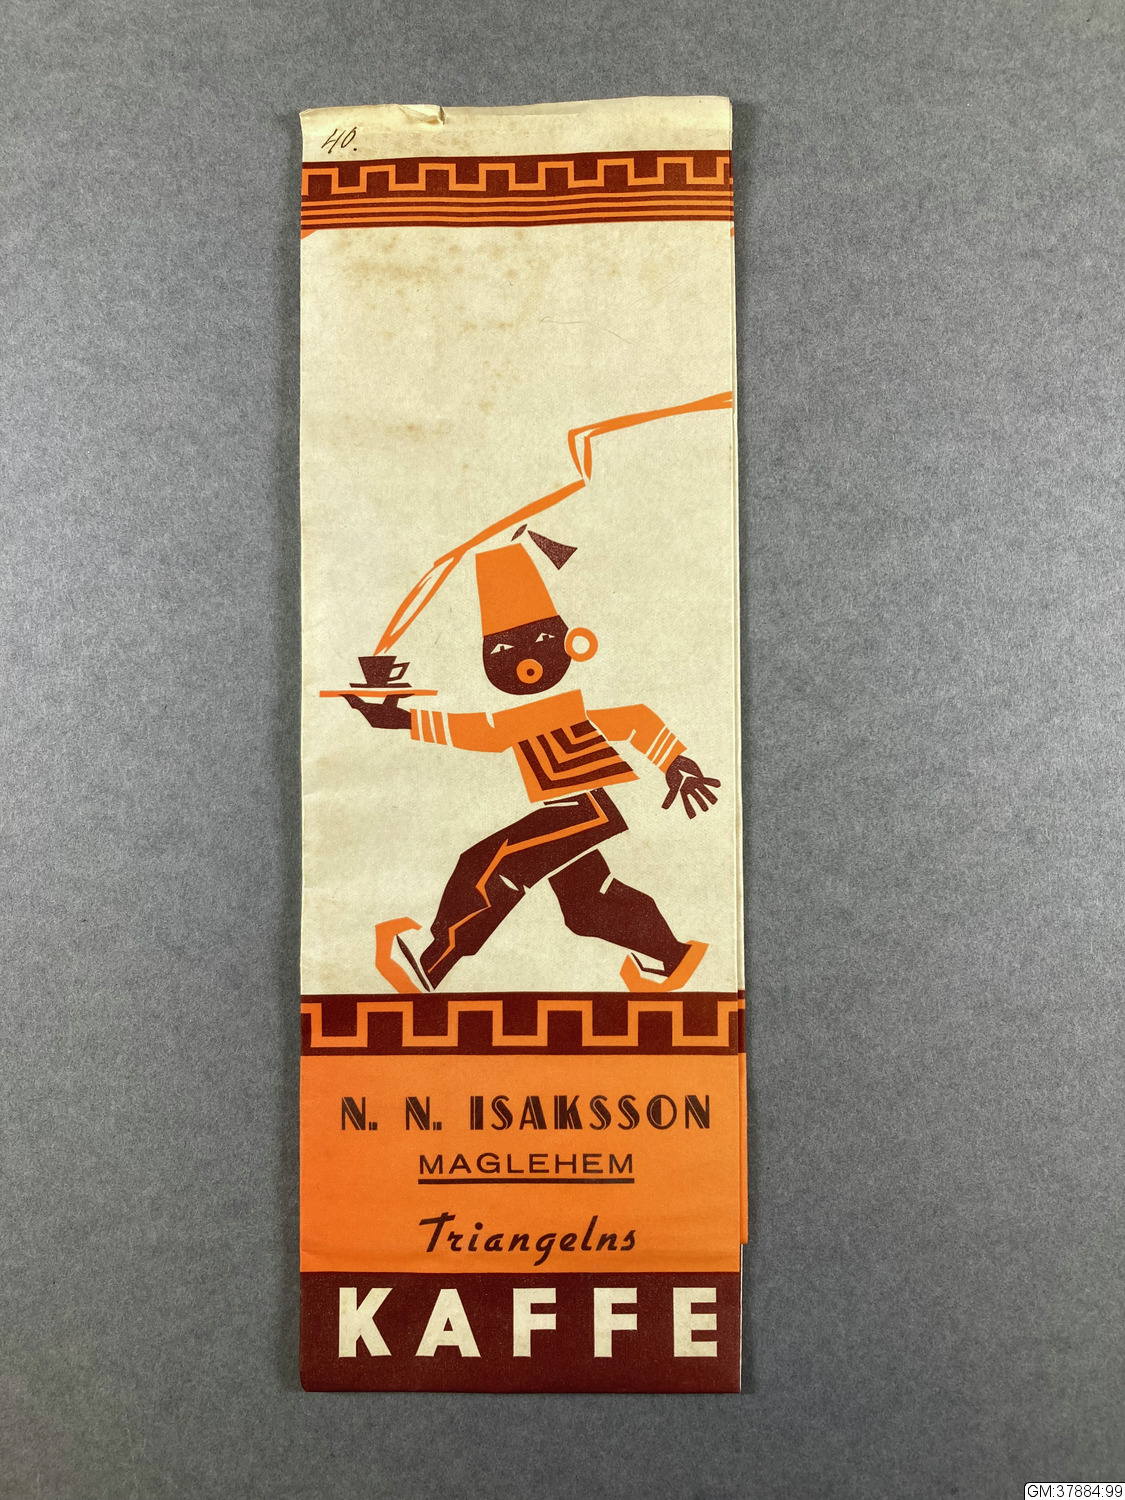 40.
N. N. ISAKSSON
MAGLEHEM
Triangelns
KAFFE
GM:37884:99